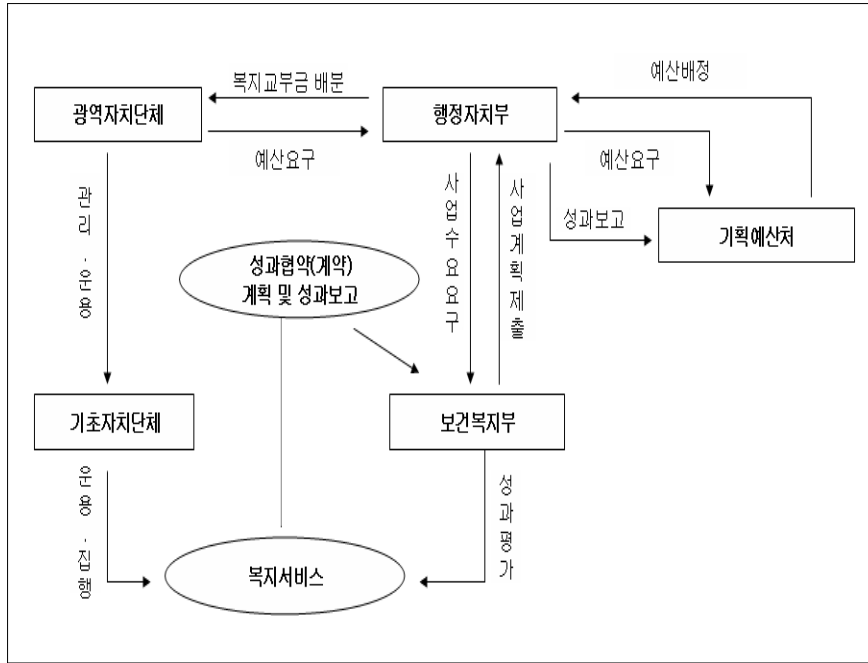 복지교부금 배분
예산배정
광역자치단체
행정자치부
예산요구
예산요구
관리·운용
사업수요요구
사업계획제출
성과보고
기획예산처
성과협약(계약)
계획 및 성과보고
기초자치단체
보건복지부
운용·집행
성과평가
복지서비스